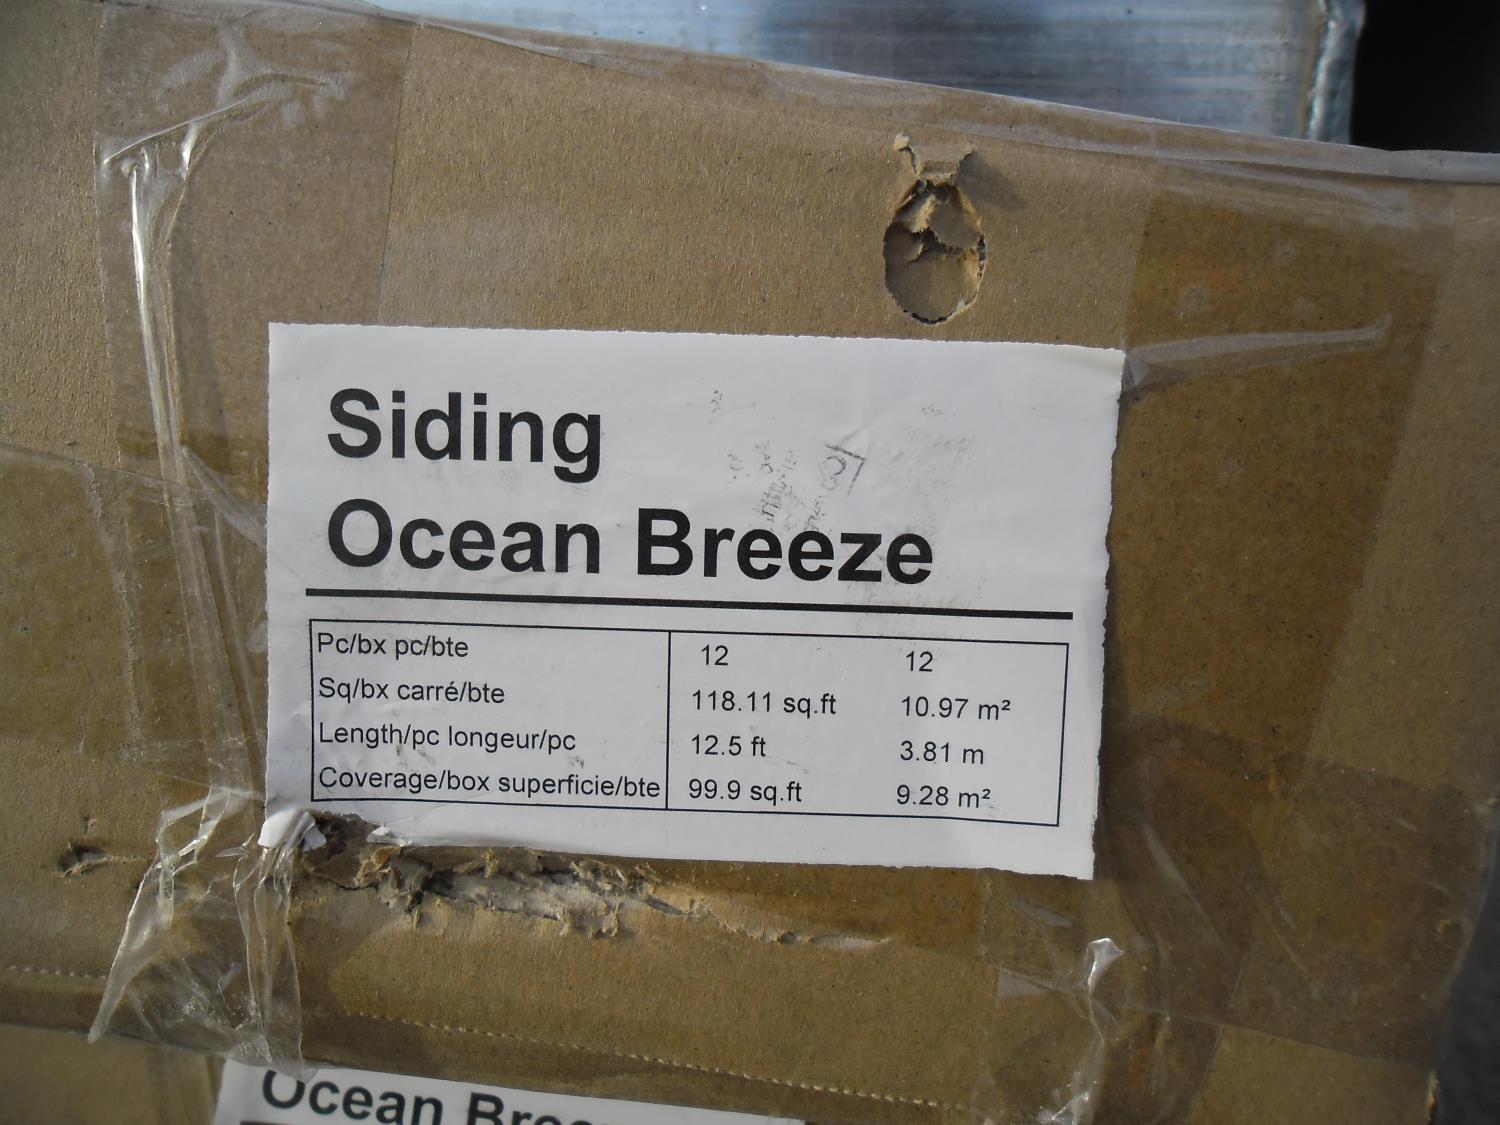 Siding
Ocean Breeze
Pc/bx pc/bte 12 12
Sq/bx carré/bte 118.11 sq.ft 10.97 m²
Length/pc longeur/pc 12.5 ft 3.81 m
Coverage/box superficie/bte 99.9 sq.ft 9.28 m²
Ocean